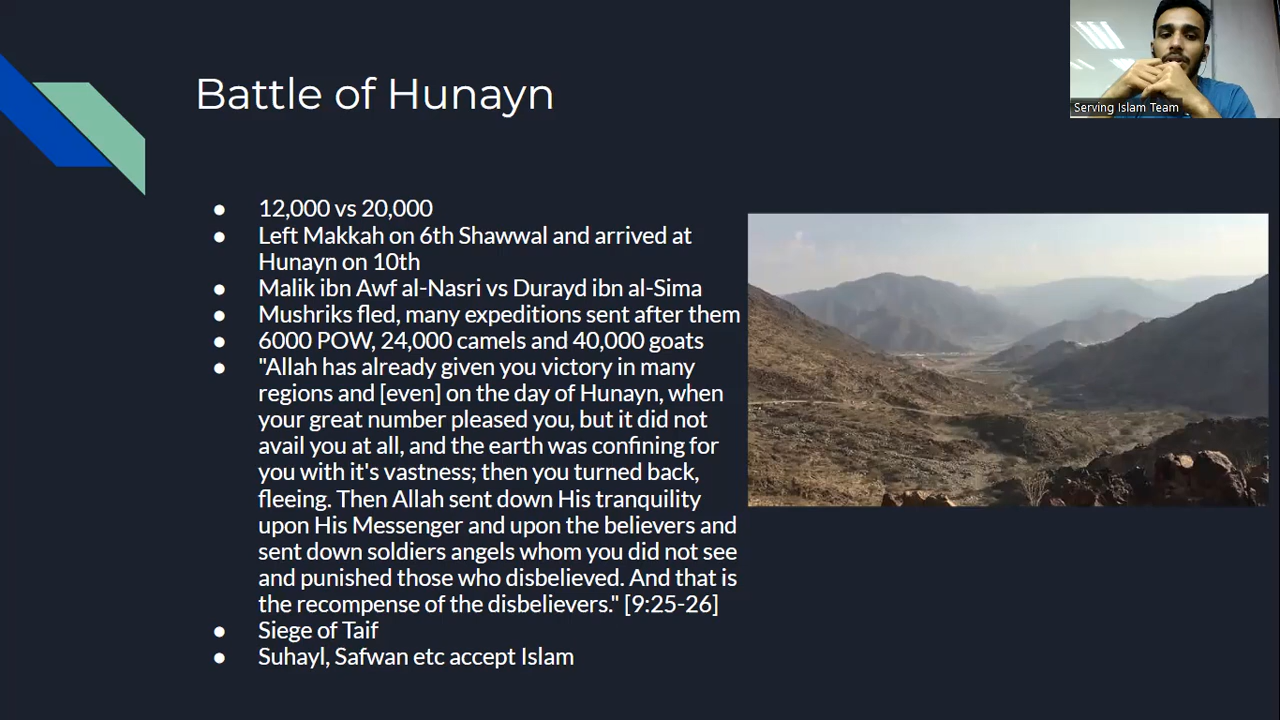 Battle of Hunayn
Serving Islam Team
● 12,000 vs 20,000
● Left Makkah on 6th Shawwal and arrived at
Hunayn on 10th
● Malik ibn Awf al-Nasri vs Durayd ibn al-Sima
● Mushriks fled, many expeditions sent after them
● 6000 POW, 24,000 camels and 40,000 goats
● "Allah has already given you victory in many
regions and [even] on the day of Hunayn, when
your great number pleased you, but it did not
avail you at all, and the earth was confining for
you with it's vastness; then you turned back,
fleeing. Then Allah sent down His tranquility
upon His Messenger and upon the believers and
sent down soldiers angels whom you did not see
and punished those who disbelieved. And that is
the recompense of the disbelievers." [9:25-26]
● Siege of Taif
● Suhayl, Safwan etc accept Islam